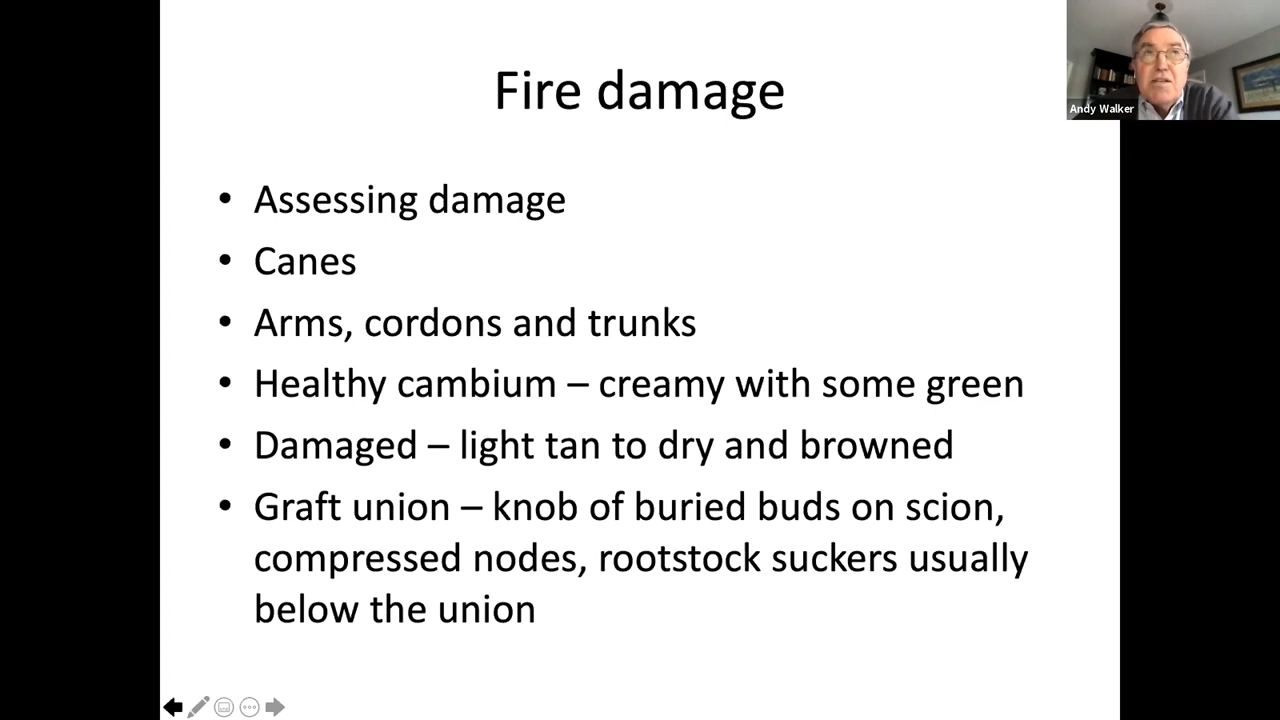 Fire damage
Andy Walker
• Assessing damage
• Canes
• Arms, cordons and trunks
• Healthy cambium – creamy with some green
• Damaged – light tan to dry and browned
• Graft union – knob of buried buds on scion,
compressed nodes, rootstock suckers usually
below the union